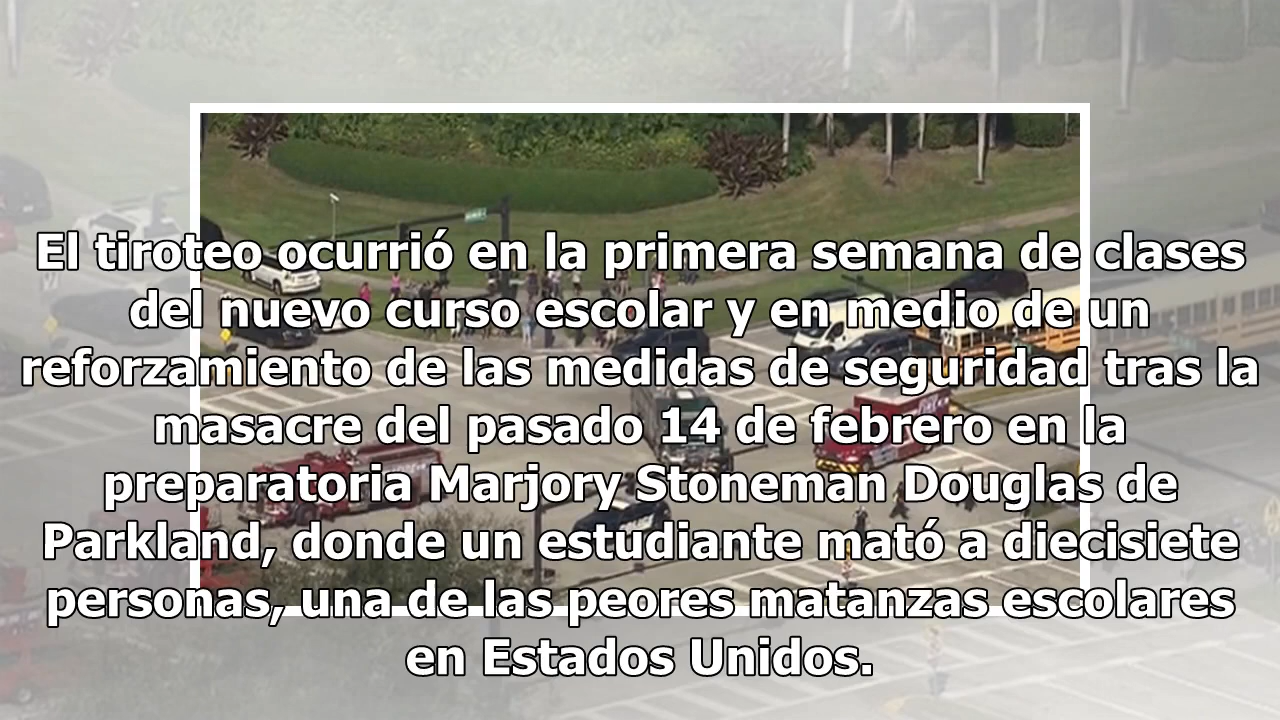 El tiroteo ocurrió en la primera semana de clases
del nuevo curso escolar y en medio de un
reforzamiento de las medidas de seguridad tras la
masacre del pasado 14 de febrero en la
preparatoria Marjory Stoneman Douglas de
Parkland, donde un estudiante mató a diecisiete
personas, una de las peores matanzas escolares
en Estados Unidos.